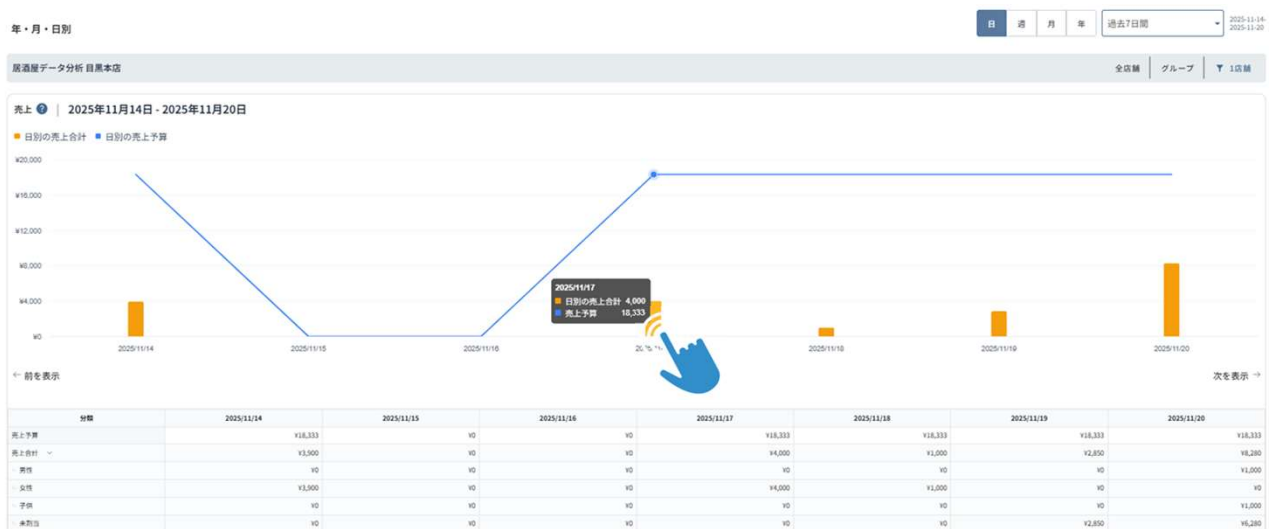 年・月・日別
日 週 月 年 過去7日間 2025-11-14-
2025-11-20
居酒屋データ分析 目黒本店 全店舗 グループ 1店舗
売上 ? | 2025年11月14日 - 2025年11月20日
日別の売上合計 日別の売上予算
¥20,000
¥16,000
¥12,000
¥8,000
¥4,000
¥0
2025/11/17
日別の売上合計 4,000
売上予算 18,333
2025/11/14 2025/11/15 2025/11/16 2025/11/18 2025/11/19 2025/11/20
← 前を表示 次を表示 →
分類 2025/11/14 2025/11/15 2025/11/16 2025/11/17 2025/11/18 2025/11/19 2025/11/20
売上予算 ¥18,333 ¥0 ¥0 ¥18,333 ¥18,333 ¥18,333 ¥18,333
売上合計 ¥3,900 ¥0 ¥0 ¥4,000 ¥1,000 ¥2,850 ¥8,280
男性 ¥0 ¥0 ¥0 ¥0 ¥0 ¥0 ¥1,000
女性 ¥3,900 ¥0 ¥0 ¥4,000 ¥1,000 ¥0 ¥0
子供 ¥0 ¥0 ¥0 ¥0 ¥0 ¥0 ¥1,000
未割当 ¥0 ¥0 ¥0 ¥0 ¥0 ¥2,850 ¥6,280